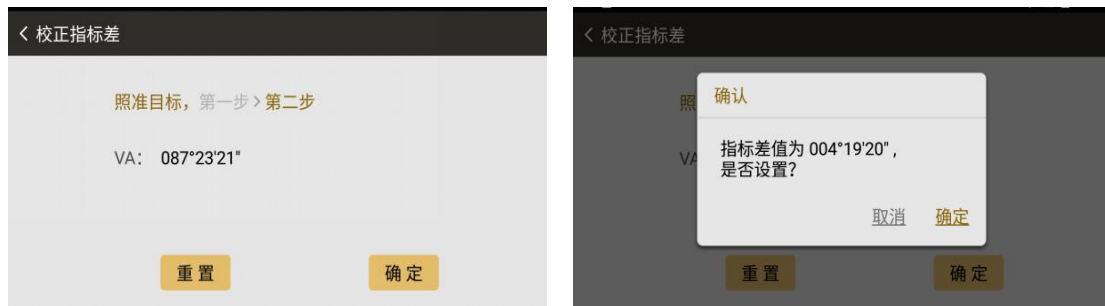 校正指标差
照准目标，第一步>第二步
VA： 087°23'21"
重置 确定
校正指标差
照
VA
确认
指标差值为 004°19'20"，
是否设置？
取消 确定
重置 确定